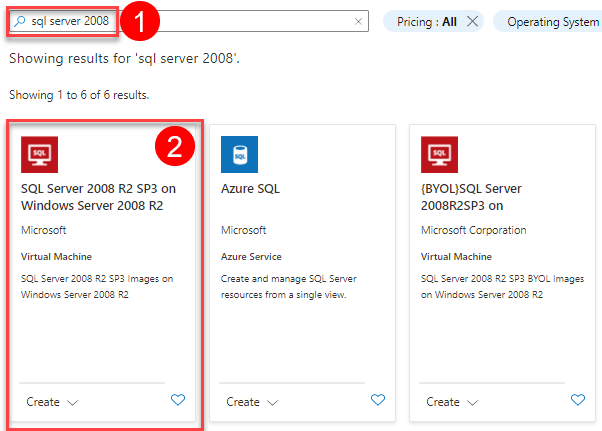 sql server 2008
1
Pricing : All
Operating System
Showing results for 'sql server 2008'.
Showing 1 to 6 of 6 results.
2
SQL
SQL Server 2008 R2 SP3 on
Windows Server 2008 R2
Microsoft
Virtual Machine
SQL Server 2008 R2 SP3 Images on
Windows Server 2008 R2
Create
SQL
Azure SQL
Microsoft
Azure Service
Create and manage SQL Server
resources from a single view.
Create
SQL
{BYOL}SQL Server
2008R2SP3 on
Microsoft Corporation
Virtual Machine
SQL Server 2008 R2 SP3 BYOL Images
on Windows Server 2008 R2
Create